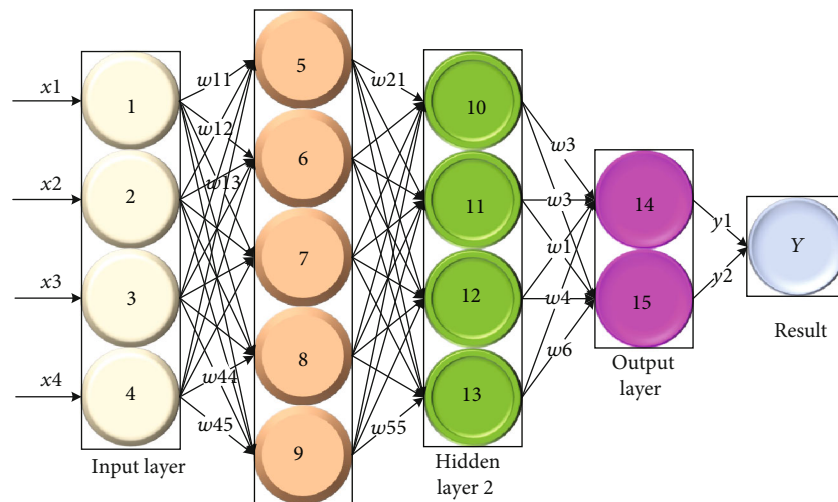 x1
x2
x3
x4
1
2
3
4
Input layer
w11
w12
w13
w44
w45
5
6
7
8
9
w21
w55
10
11
12
13
Hidden
layer 2
w3
w3
w1
w4
w6
14
15
Output
layer
y1
y2
Y
Result